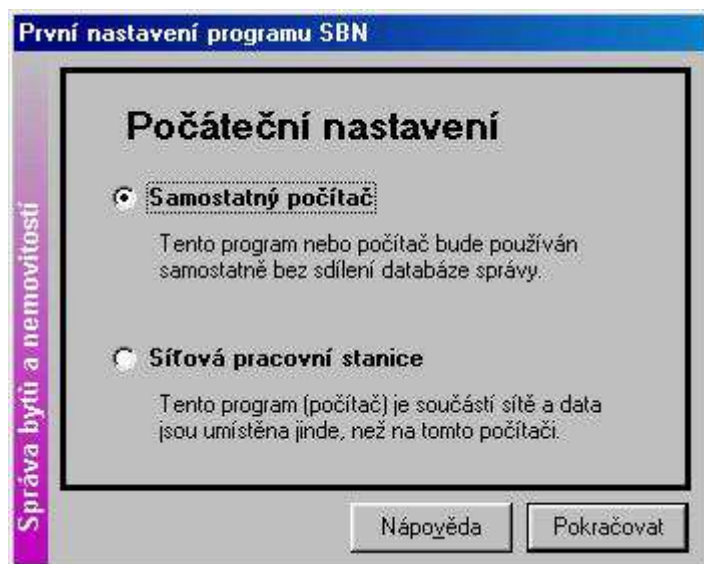 První nastavení programu SBN
Správa bytů a nemovitostí
Počáteční nastavení
Samostatný počítač
Tento program nebo počítač bude používán
samostatně bez sdílení databáze správy.
Síťová pracovní stanice
Tento program (počítač) je součástí sítě a data
jsou umístěna jinde, než na tomto počítači.
Nápověda
Pokračovat